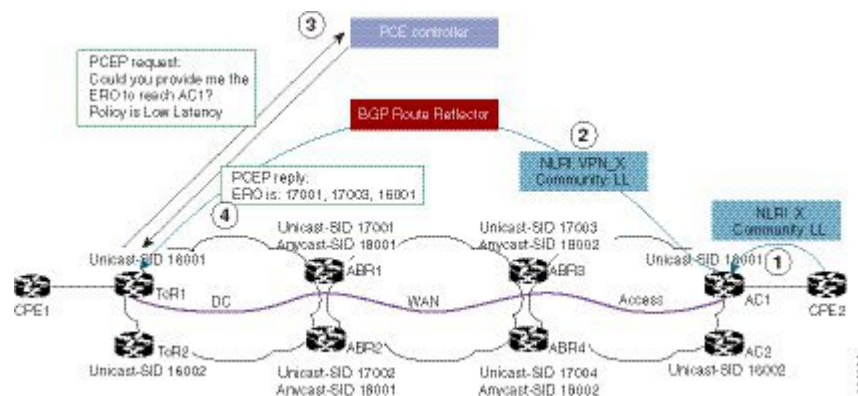 3
PCE controller
PCEP request:
Could you provide me the
ERO to reach AC1?
Policy is Low Latency
BGP Route Reflector
2
NLRI VPN_X
Community: LL
PCEP reply:
ERO is: 17001, 17003, 16001
4
NLRI X
Community: LL
1
Unicast-SID 17001
Anycast-SID 18001
Unicast-SID 17003
Anycast-SID 18002
Unicast-SID 16001
Unicast-SID 16001
CPE1
ToR1
ABR1
ABR3
AC1
CPE2
DC
WAN
Access
ToR2
ABR2
ABR4
AC2
Unicast-SID 16002
Unicast-SID 17002
Anycast-SID 18001
Unicast-SID 17004
Anycast-SID 18002
Unicast-SID 16002